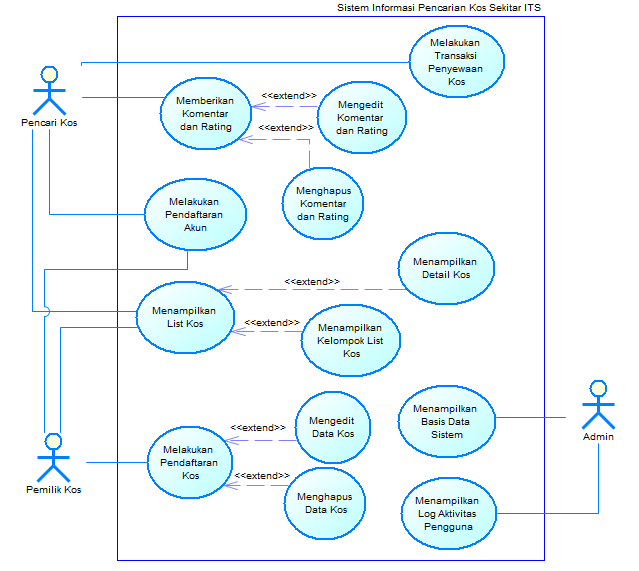 Sistem Informasi Pencarian Kos Sekitar ITS
Melakukan
Transaksi
Penyewaan
Kos
Pencari Kos
Memberikan
Komentar
dan Rating
<<extend>>
Mengedit
Komentar
dan Rating
<<extend>>
Menghapus
Komentar
dan Rating
Melakukan
Pendaftaran
Akun
Menampilkan
Detail Kos
<<extend>>
Menampilkan
List Kos
<<extend>>
Menampilkan
Kelompok List
Kos
Menampilkan
Basis Data
Sistem
Admin
Mengedit
Data Kos
<<extend>>
Melakukan
Pendaftaran
Kos
Pemilik Kos
<<extend>>
Menghapus
Data Kos
Menampilkan
Log Aktivitas
Pengguna